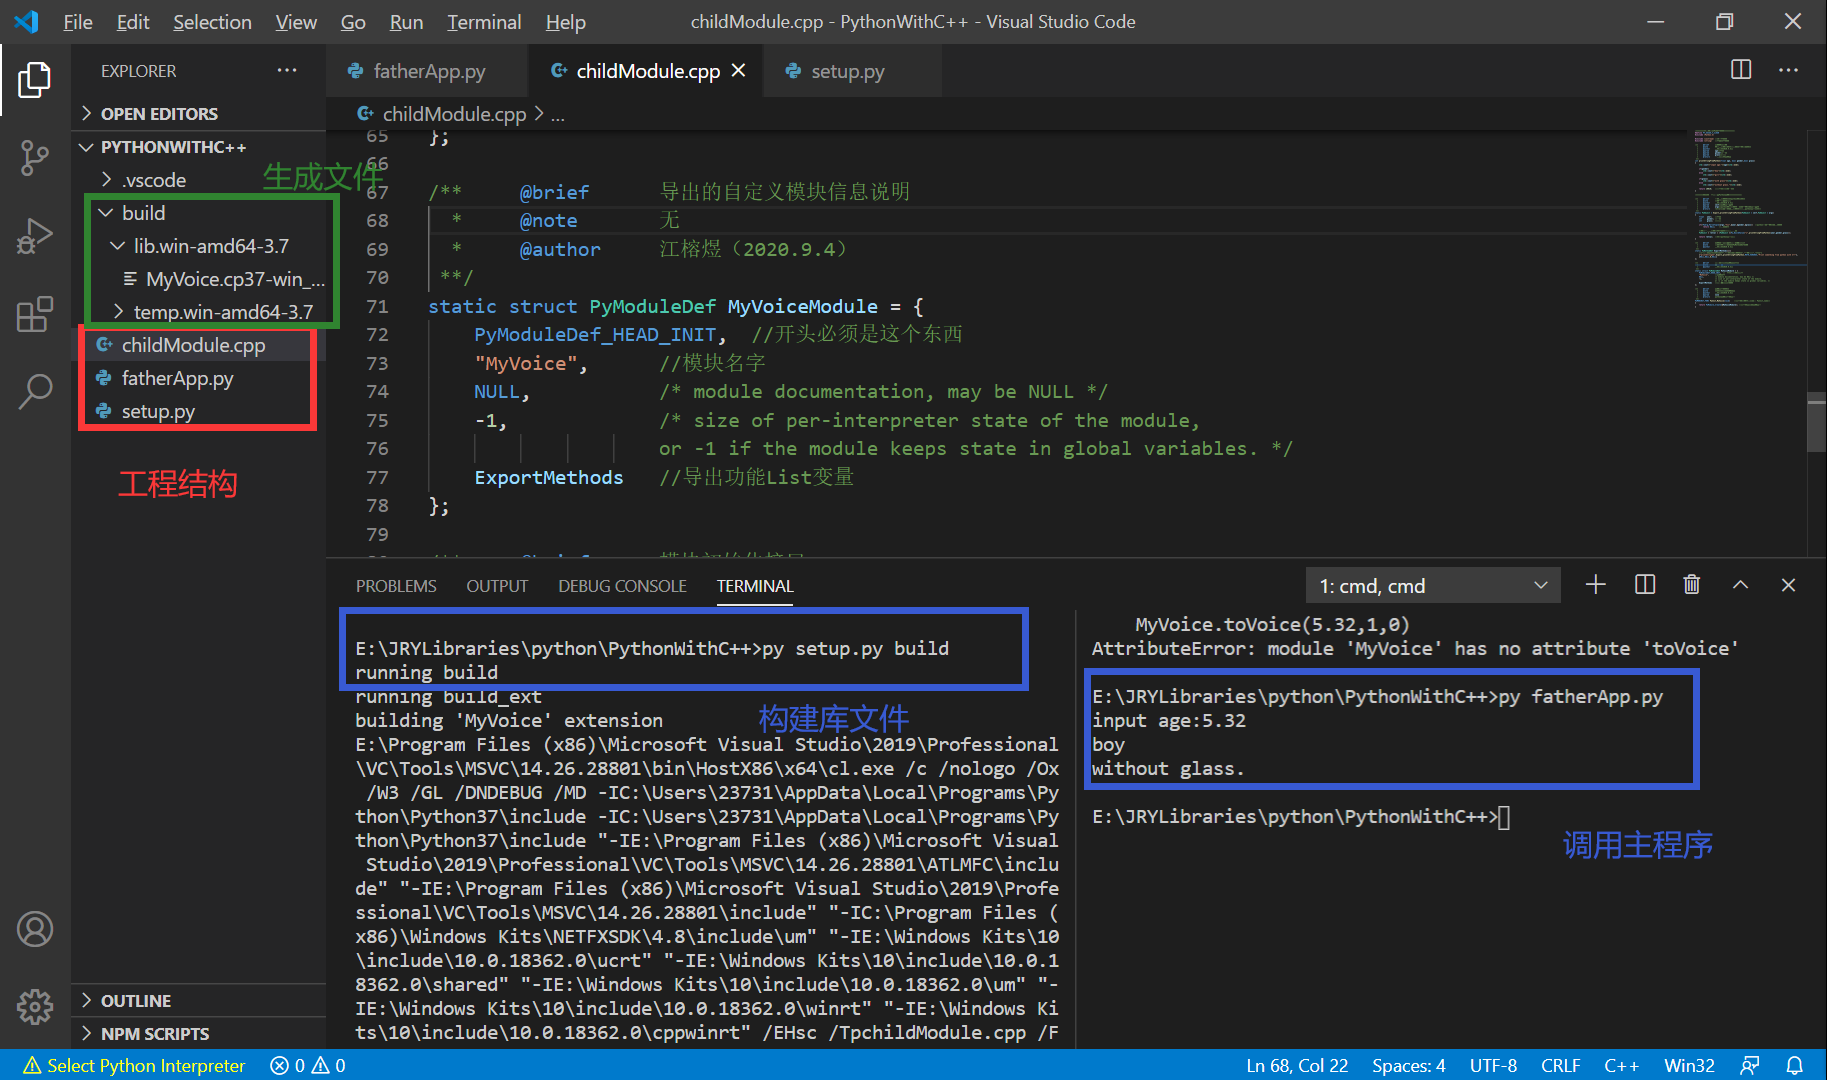 File Edit Selection View Go Run Terminal Help
childModule.cpp - PythonWithC++ - Visual Studio Code
EXPLORER
OPEN EDITORS
PYTHONWITHC++
生成文件
.vscode
build
lib.win-amd64-3.7
MyVoice.cp37-win_...
temp.win-amd64-3.7
childModule.cpp
fatherApp.py
setup.py
工程结构
OUTLINE
NPM SCRIPTS
fatherApp.py childModule.cpp setup.py
childModule.cpp > ...
65 };
66
67 /** @brief 导出的自定义模块信息说明
68 * @note 无
69 * @author 江榕煜（2020.9.4）
70 **/
71 static struct PyModuleDef MyVoiceModule = {
72 PyModuleDef_HEAD_INIT, //开头必须是这个东西
73 "MyVoice", //模块名字
74 NULL, /* module documentation, may be NULL */
75 -1, /* size of per-interpreter state of the module,
76 or -1 if the module keeps state in global variables. */
77 ExportMethods //导出功能List变量
78 };
79
PROBLEMS OUTPUT DEBUG CONSOLE TERMINAL
1: cmd, cmd
E:\JRYLibraries\python\PythonWithC++>py setup.py build
running build
running build_ext
building 'MyVoice' extension
构建库文件
E:\Program Files (x86)\Microsoft Visual Studio\2019\Professional
\VC\Tools\MSVC\14.26.28801\bin\HostX86\x64\cl.exe /c /nologo /Ox
/W3 /GL /DNDEBUG /MD -IC:\Users\23731\AppData\Local\Programs\Py
thon\Python37\include -IC:\Users\23731\AppData\Local\Programs\Py
thon\Python37\include "-IE:\Program Files (x86)\Microsoft Visual
Studio\2019\Professional\VC\Tools\MSVC\14.26.28801\ATLMFC\inclu
de" "-IE:\Program Files (x86)\Microsoft Visual Studio\2019\Profe
ssional\VC\Tools\MSVC\14.26.28801\include" "-IC:\Program Files (
x86)\Windows Kits\NETFXSDK\4.8\include\um" "-IE:\Windows Kits\10
\include\10.0.18362.0\ucrt" "-IE:\Windows Kits\10\include\10.0.1
8362.0\shared" "-IE:\Windows Kits\10\include\10.0.18362.0\um" "-
IE:\Windows Kits\10\include\10.0.18362.0\winrt" "-IE:\Windows Ki
ts\10\include\10.0.18362.0\cppwinrt" /EHsc /TpchildModule.cpp /F
MyVoice.toVoice(5.32,1,0)
AttributeError: module 'MyVoice' has no attribute 'toVoice'
E:\JRYLibraries\python\PythonWithC++>py fatherApp.py
input age:5.32
boy
without glass.
E:\JRYLibraries\python\PythonWithC++>
调用主程序
Select Python Interpreter 0 0
Ln 68, Col 22 Spaces: 4 UTF-8 CRLF C++ Win32